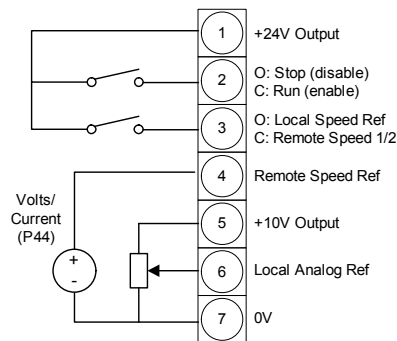 1 +24V Output
2 O: Stop (disable)
C: Run (enable)
3 O: Local Speed Ref
C: Remote Speed 1/2
4 Remote Speed Ref
Volts/
Current
(P44)
+
-
5 +10V Output
6 Local Analog Ref
7 0V